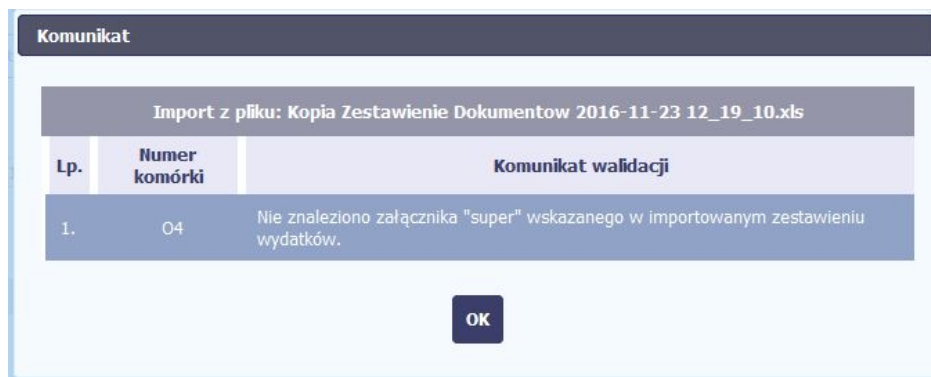 Komunikat
Import z pliku: Kopia Zestawienie Dokumentow 2016-11-23 12_19_10.xls
Lp.
Numer
komórki
Komunikat walidacji
1.
O4
Nie znaleziono załącznika "super" wskazanego w importowanym zestawieniu
wydatków.
OK